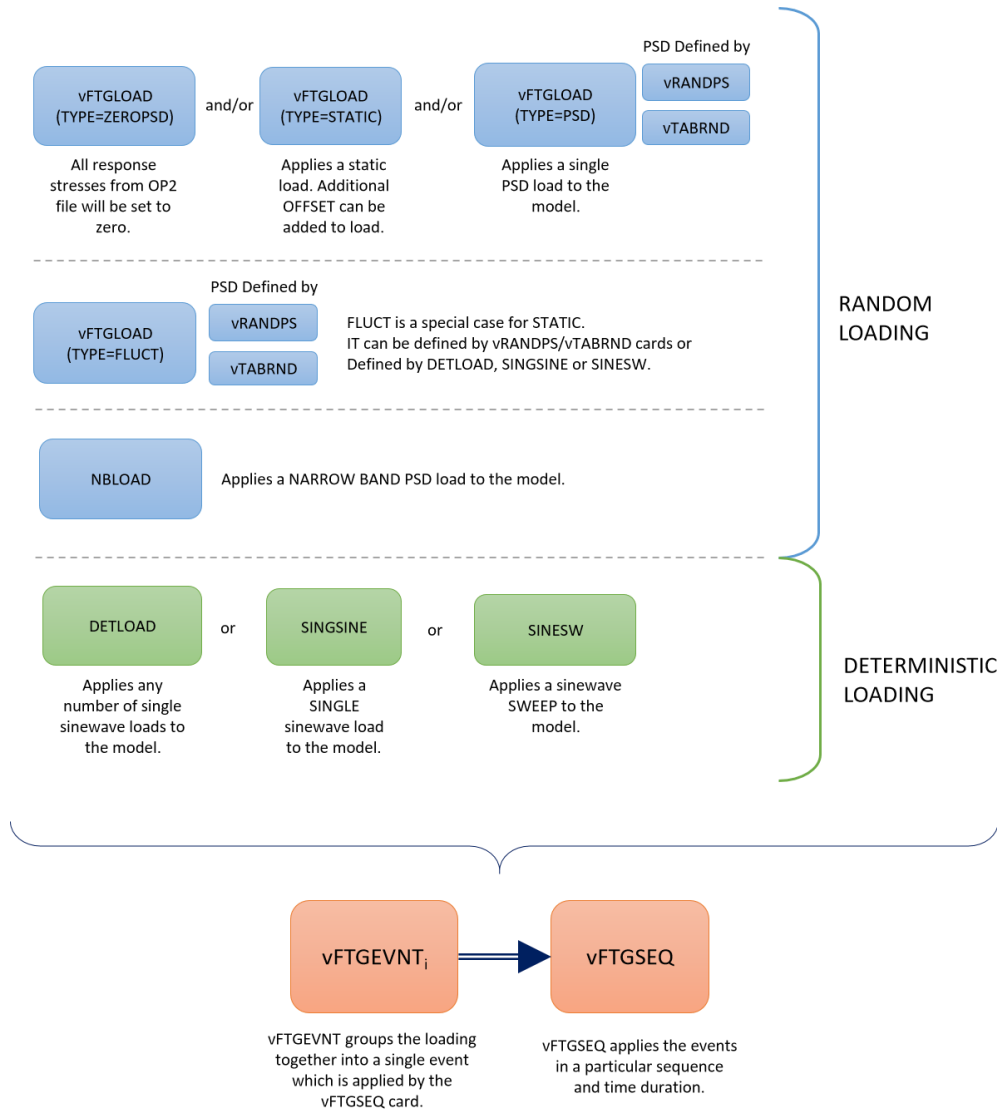 PSD Defined by
vFTGLOAD
(TYPE=ZEROPSD)
and/or
vFTGLOAD
(TYPE=STATIC)
and/or
vFTGLOAD
(TYPE=PSD)
vRANDPS
vTABRND
All response
stresses from OP2
file will be set to
zero.
Applies a static
load. Additional
OFFSET can be
added to load.
Applies a single
PSD load to the
model.
RANDOM
LOADING
PSD Defined by
vFTGLOAD
(TYPE=FLUCT)
vRANDPS
vTABRND
FLUCT is a special case for STATIC.
IT can be defined by vRANDPS/vTABRND cards or
Defined by DETLOAD, SINGSINE or SINESW.
NBLOAD
Applies a NARROW BAND PSD load to the model.
DETLOAD
or
SINGSINE
or
SINESW
Applies any
number of single
sinewave loads to
the model.
Applies a
SINGLE
sinewave load
to the model.
Applies a sinewave
SWEEP to the
model.
DETERMINISTIC
LOADING
vFTGEVNTi
vFTGSEQ
vFTGEVNT groups the loading
together into a single event
which is applied by the
vFTGSEQ card.
vFTGSEQ applies the events
in a particular sequence
and time duration.